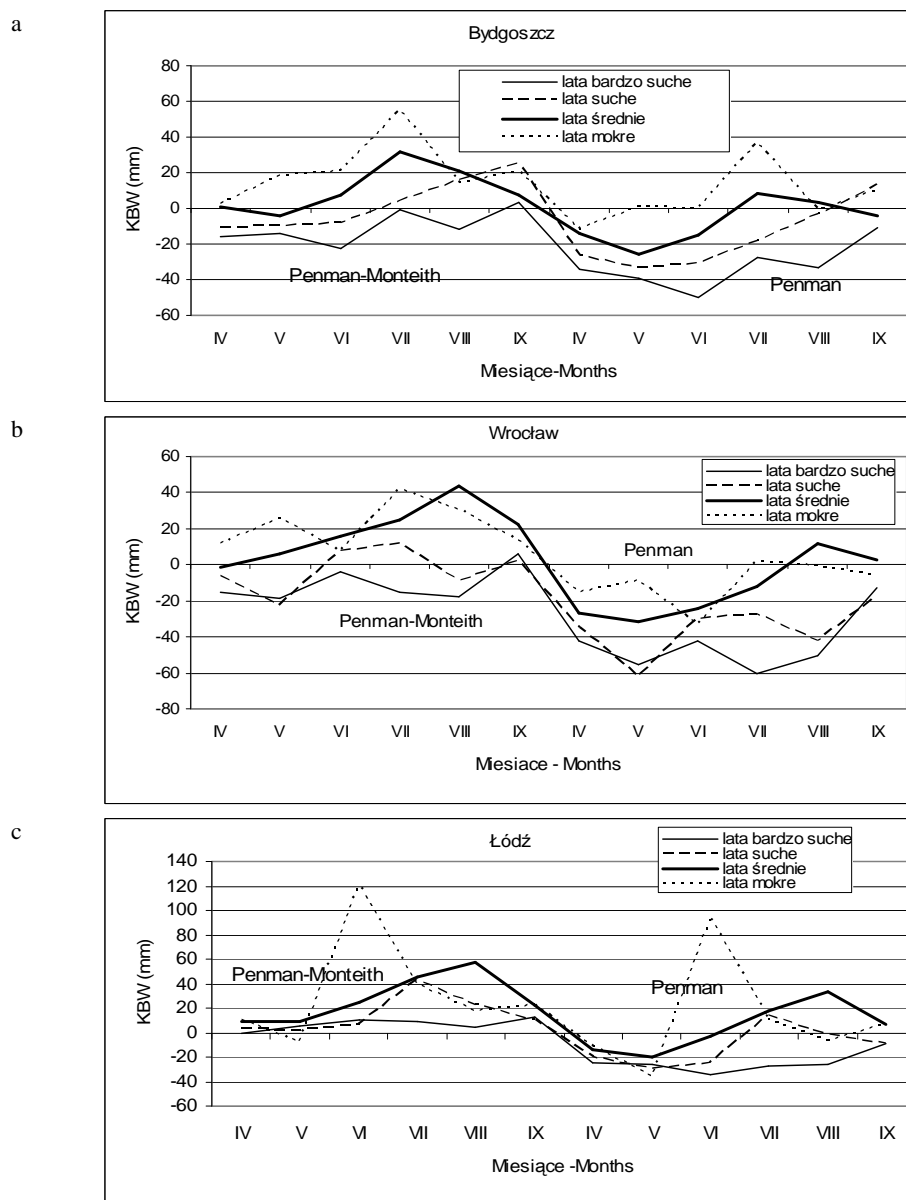 a
Bydgoszcz
80
60
40
20
0
-20
-40
-60
KBW (mm)
lata bardzo suche
lata suche
lata średnie
lata mokre
Penman-Monteith
Penman
IV V VI VII VIII IX IV V VI VII VIII IX
Miesiące-Months
b
Wrocław
60
40
20
0
-20
-40
-60
-80
KBW (mm)
lata bardzo suche
lata suche
lata średnie
lata mokre
Penman
Penman-Monteith
IV V VI VII VIII IX IV V VI VII VIII IX
Miesiace - Months
c
Łódź
140
120
100
80
60
40
20
0
-20
-40
-60
KBW (mm)
lata bardzo suche
lata suche
lata średnie
lata mokre
Penman-Monteith
Penman
IV V VI VII VIII IX IV V VI VII VIII IX
Miesiące -Months